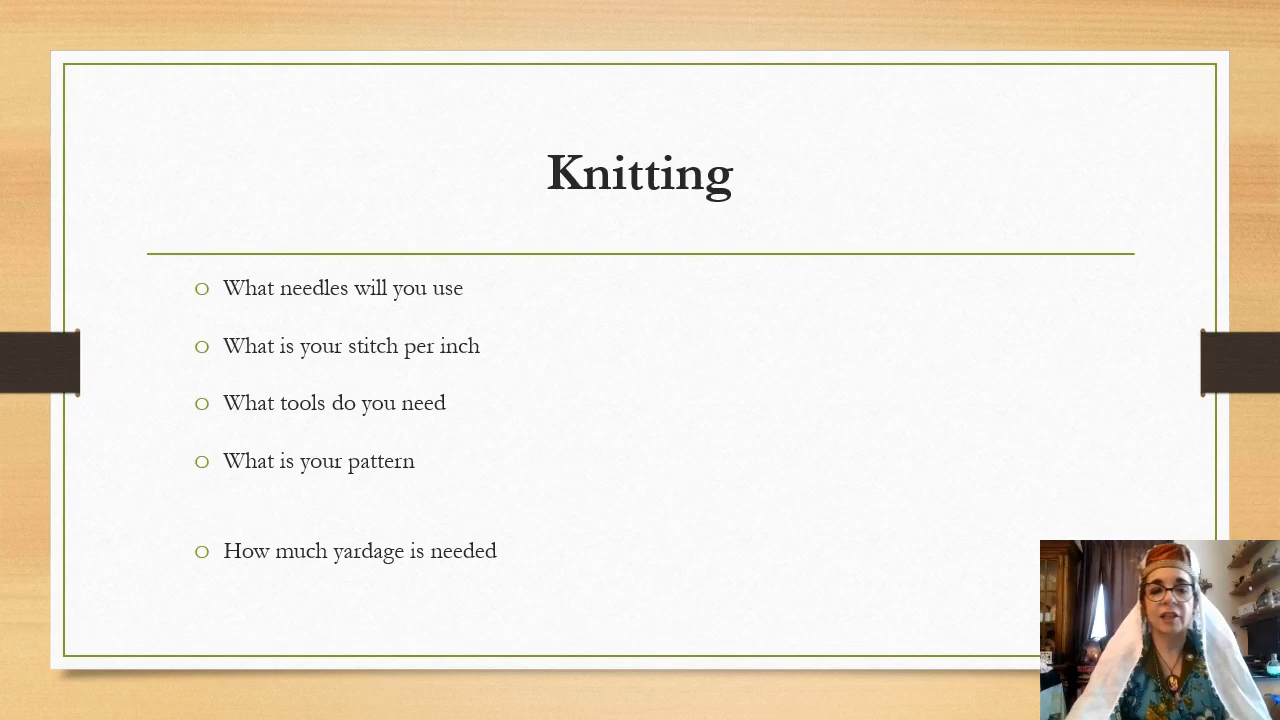 Knitting
What needles will you use
What is your stitch per inch
What tools do you need
What is your pattern
How much yardage is needed